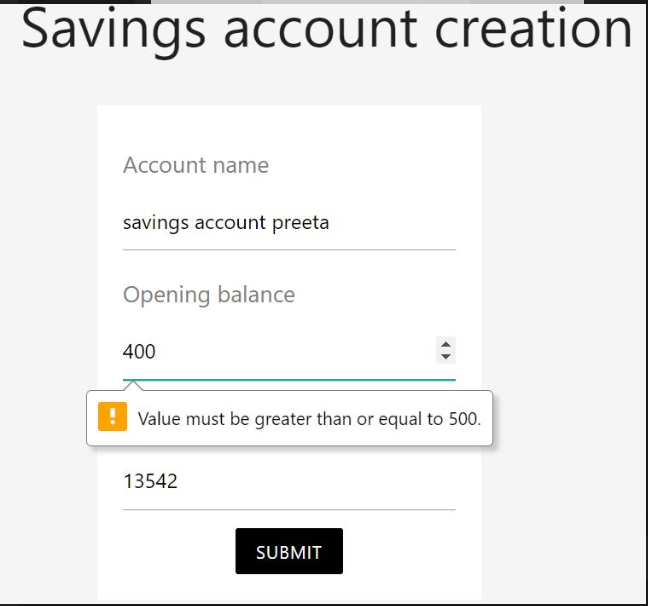 Savings account creation
Account name
savings account preeta
Opening balance
400
! Value must be greater than or equal to 500.
13542
SUBMIT